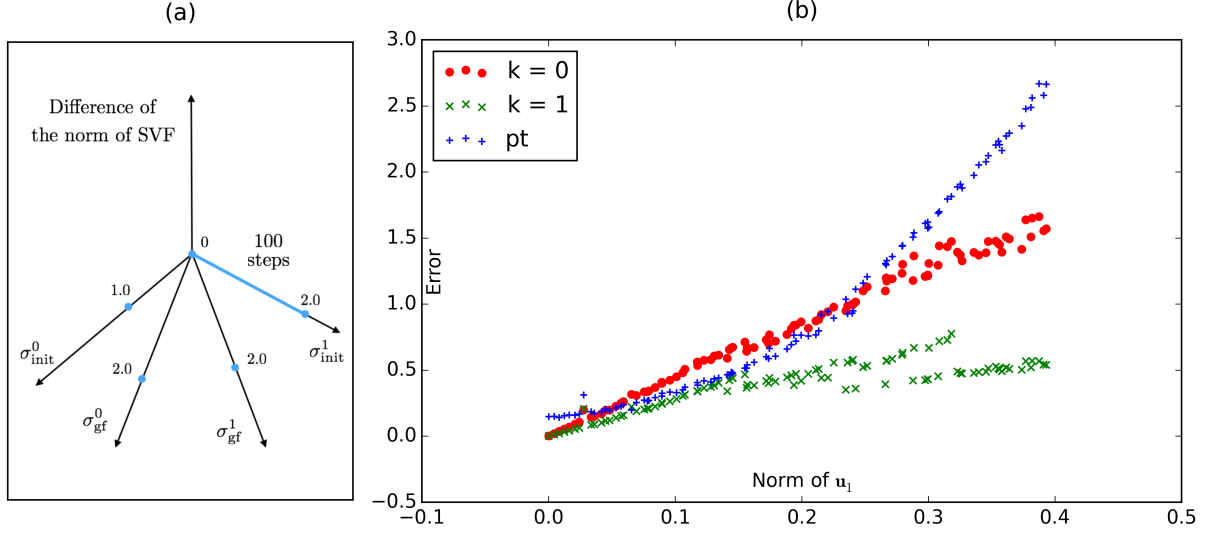 (a)
Difference of
the norm of SVF
0
100
steps
1.0
2.0
σ⁰init
σ¹init
2.0
2.0
σ⁰gf
σ¹gf
(b)
3.0
2.5
2.0
1.5
1.0
0.5
0.0
−0.5
Error
k = 0
k = 1
pt
Norm of u₁
−0.1
0.0
0.1
0.2
0.3
0.4
0.5